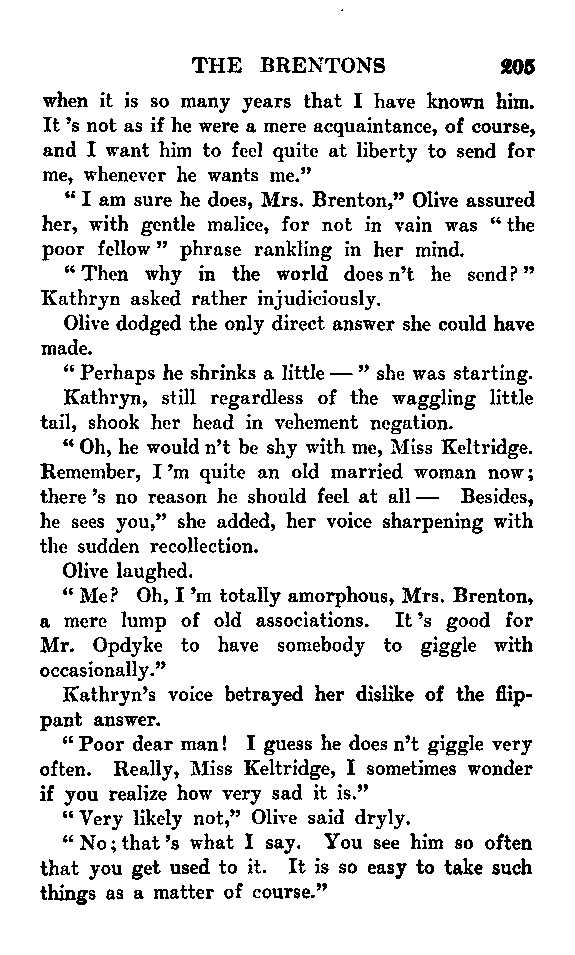 THE BRENTONS 205
when it is so many years that I have known him.
It 's not as if he were a mere acquaintance, of course,
and I want him to feel quite at liberty to send for
me, whenever he wants me.”
“ I am sure he does, Mrs. Brenton,” Olive assured
her, with gentle malice, for not in vain was “ the
poor fellow ” phrase rankling in her mind.
“ Then why in the world does n't he send? ”
Kathryn asked rather injudiciously.
Olive dodged the only direct answer she could have
made.
“ Perhaps he shrinks a little — ” she was starting.
Kathryn, still regardless of the waggling little
tail, shook her head in vehement negation.
“ Oh, he would n't be shy with me, Miss Keltridge.
Remember, I 'm quite an old married woman now;
there 's no reason he should feel at all — Besides,
he sees you,” she added, her voice sharpening with
the sudden recollection.
Olive laughed.
“ Me? Oh, I 'm totally amorphous, Mrs. Brenton,
a mere lump of old associations. It 's good for
Mr. Opdyke to have somebody to giggle with
occasionally.”
Kathryn's voice betrayed her dislike of the flip-
pant answer.
“ Poor dear man! I guess he does n't giggle very
often. Really, Miss Keltridge, I sometimes wonder
if you realize how very sad it is.”
“ Very likely not,” Olive said dryly.
“ No; that 's what I say. You see him so often
that you get used to it. It is so easy to take such
things as a matter of course.”